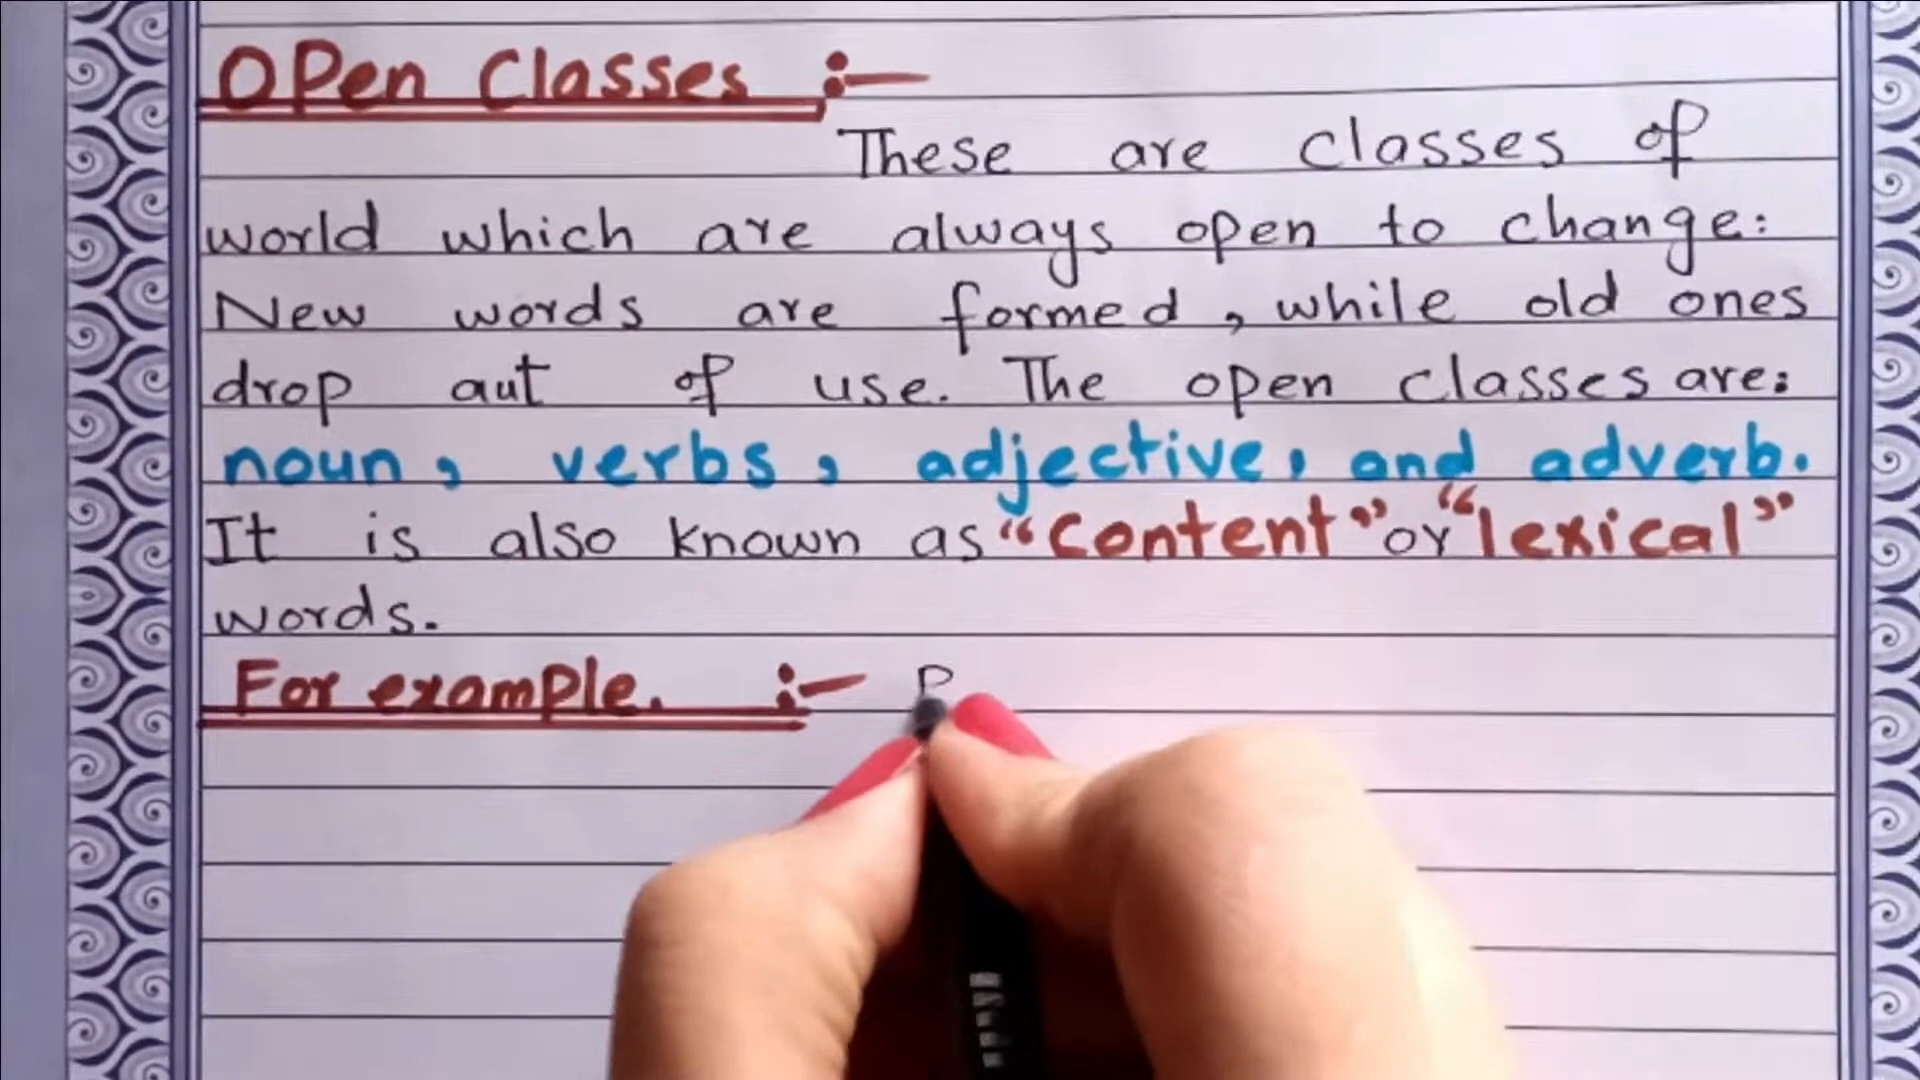 Open Classes :-
These are classes of
world which are always open to change:
New words are formed, while old ones
drop aut of use. The open classes are:
noun, verbs, adjective, and adverb.
It is also known as "Content" or "lexical"
words.
For example. :- P